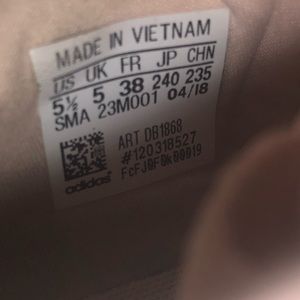 MADE IN VIETNAM
US UK FR JP CHN
5½ 5 38 240 235
SMA 23M001 04/18
ART DB1868
#120318527
FcFJ0F0k00019
adidas